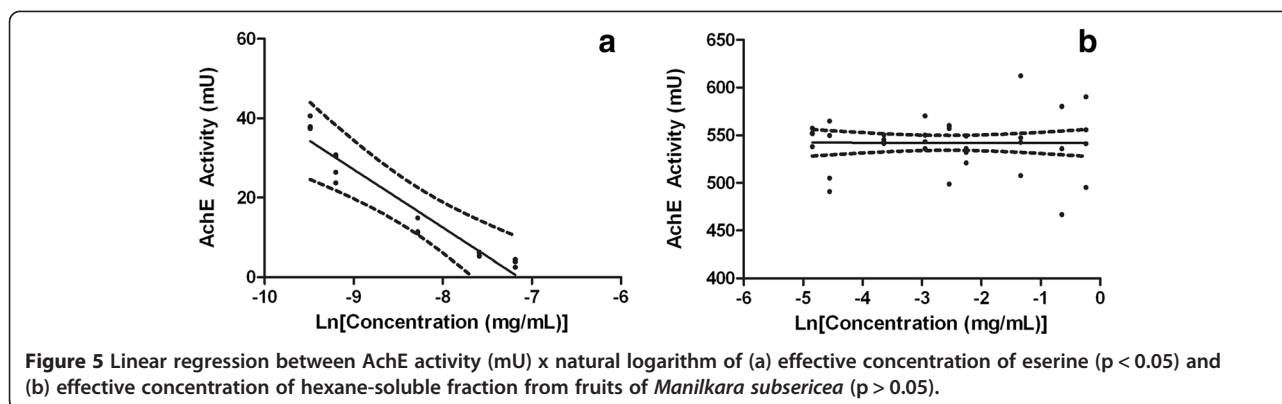 a
b
AchE Activity (mU)
60
40
20
0
-10
-9
-8
-7
-6
Ln[Concentration (mg/mL)]
AchE Activity (mU)
650
600
550
500
450
400
-6
-5
-4
-3
-2
-1
0
Ln[Concentration (mg/mL)]
Figure 5 Linear regression between AchE activity (mU) x natural logarithm of (a) effective concentration of eserine (p < 0.05) and
(b) effective concentration of hexane-soluble fraction from fruits of Manilkara subsericea (p > 0.05).